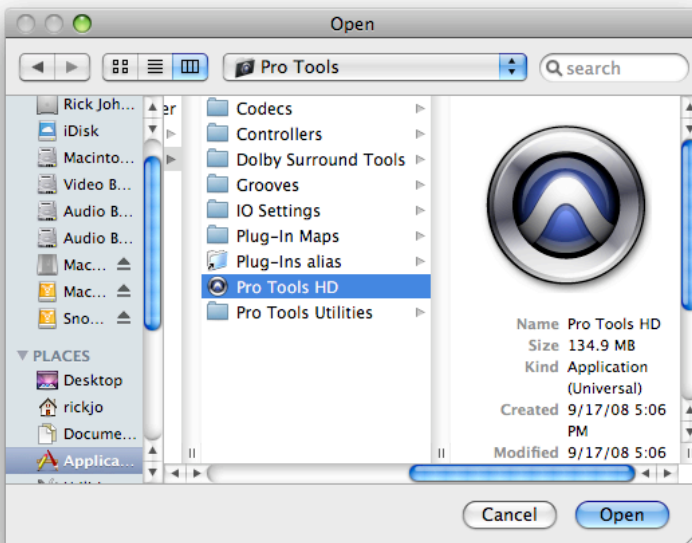 Open
Pro Tools
search
Rick Joh...
iDisk
Macinto...
Video B...
Audio B...
Audio B...
Mac...
Mac...
Sno...
PLACES
Desktop
rickjo
Docume...
Applica...
er
Codecs
Controllers
Dolby Surround Tools
Grooves
IO Settings
Plug-In Maps
Plug-Ins alias
Pro Tools HD
Pro Tools Utilities
Name Pro Tools HD
Size 134.9 MB
Kind Application
(Universal)
Created 9/17/08 5:06
PM
Modified 9/17/08 5:06
Cancel
Open